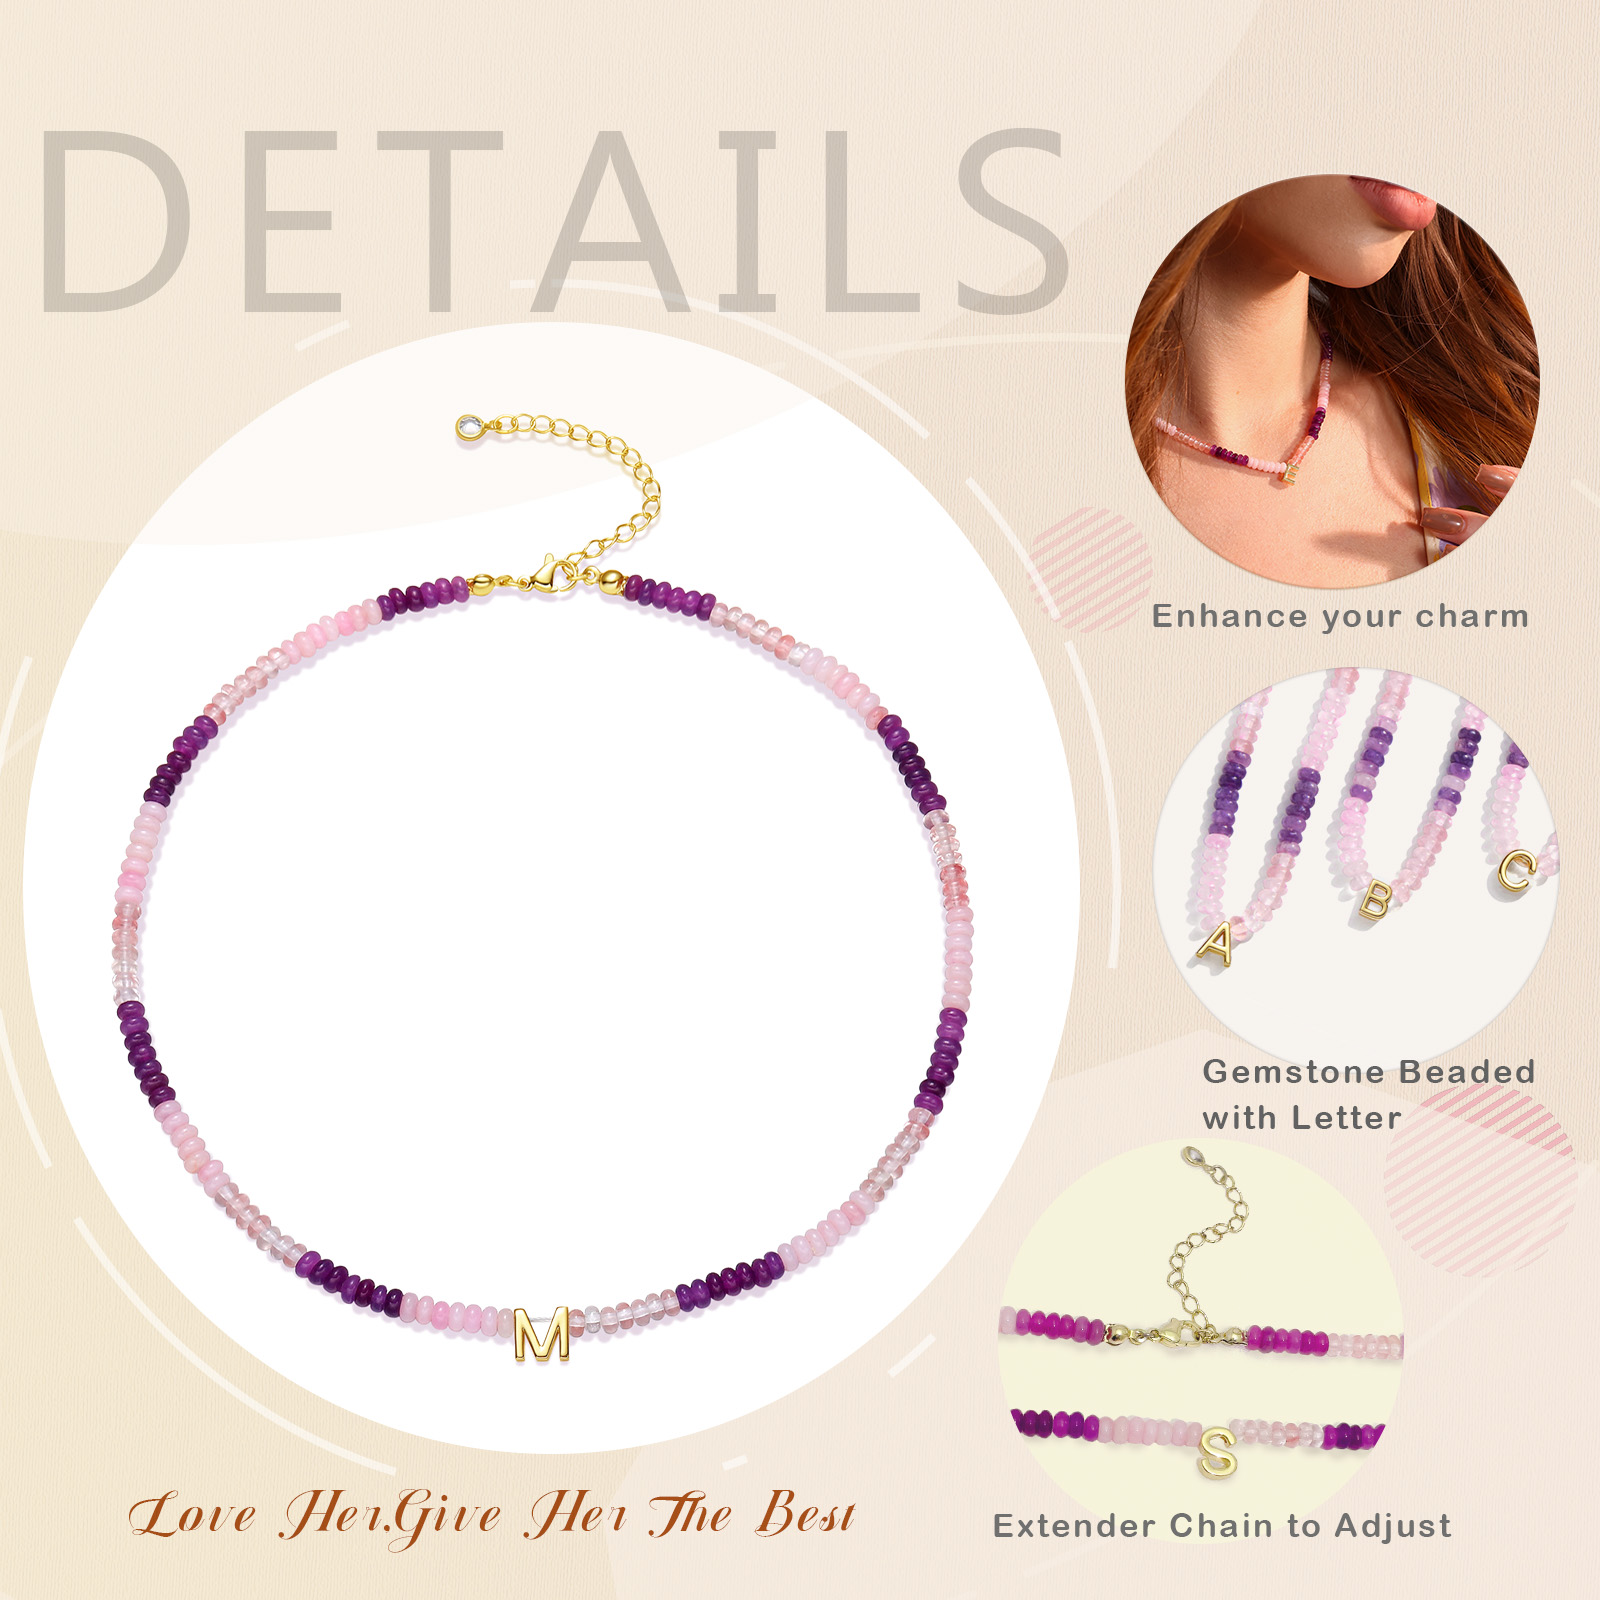 DETAILS
Enhance your charm
Gemstone Beaded
with Letter
Extender Chain to Adjust
Love Her.Give Her The Best
M
E
A
B
C
S